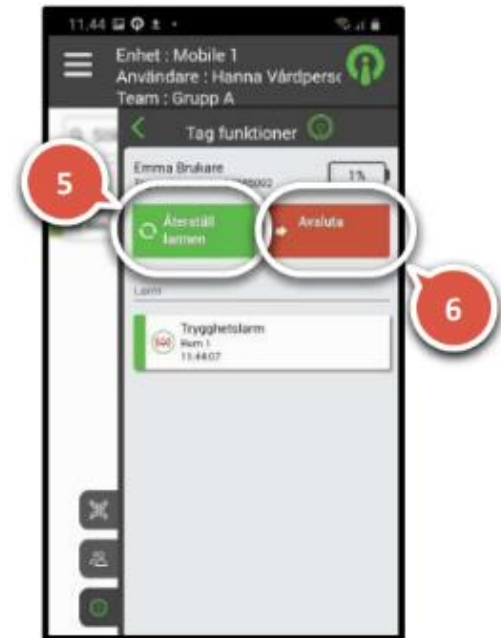 11.44
Enhet : Mobile 1
Användare : Hanna Vårdpersc
Team : Grupp A
Tag funktioner
Emma Brukare
1%
5
Återställ
larmen
Avsluta
6
Larm
Trygghetslarm
Rum 1
11:44:07